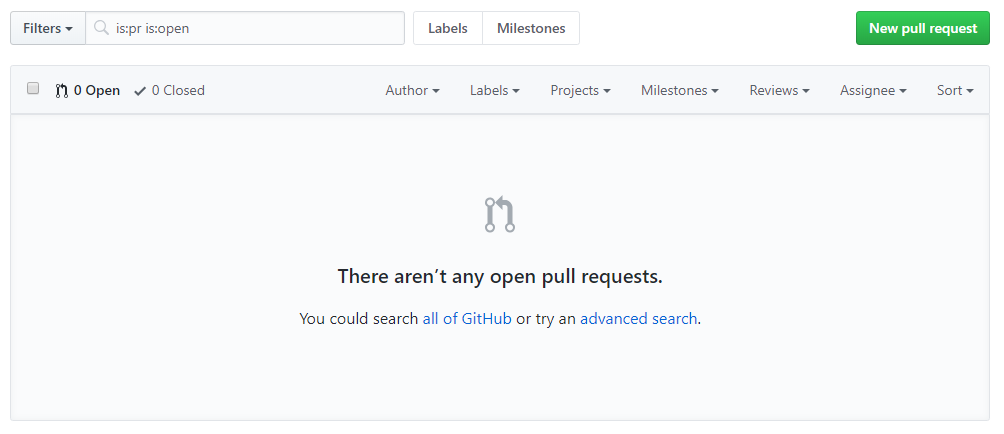 Filters is:pr is:open Labels Milestones New pull request
0 Open 0 Closed Author Labels Projects Milestones Reviews Assignee Sort
There aren’t any open pull requests.
You could search all of GitHub or try an advanced search.